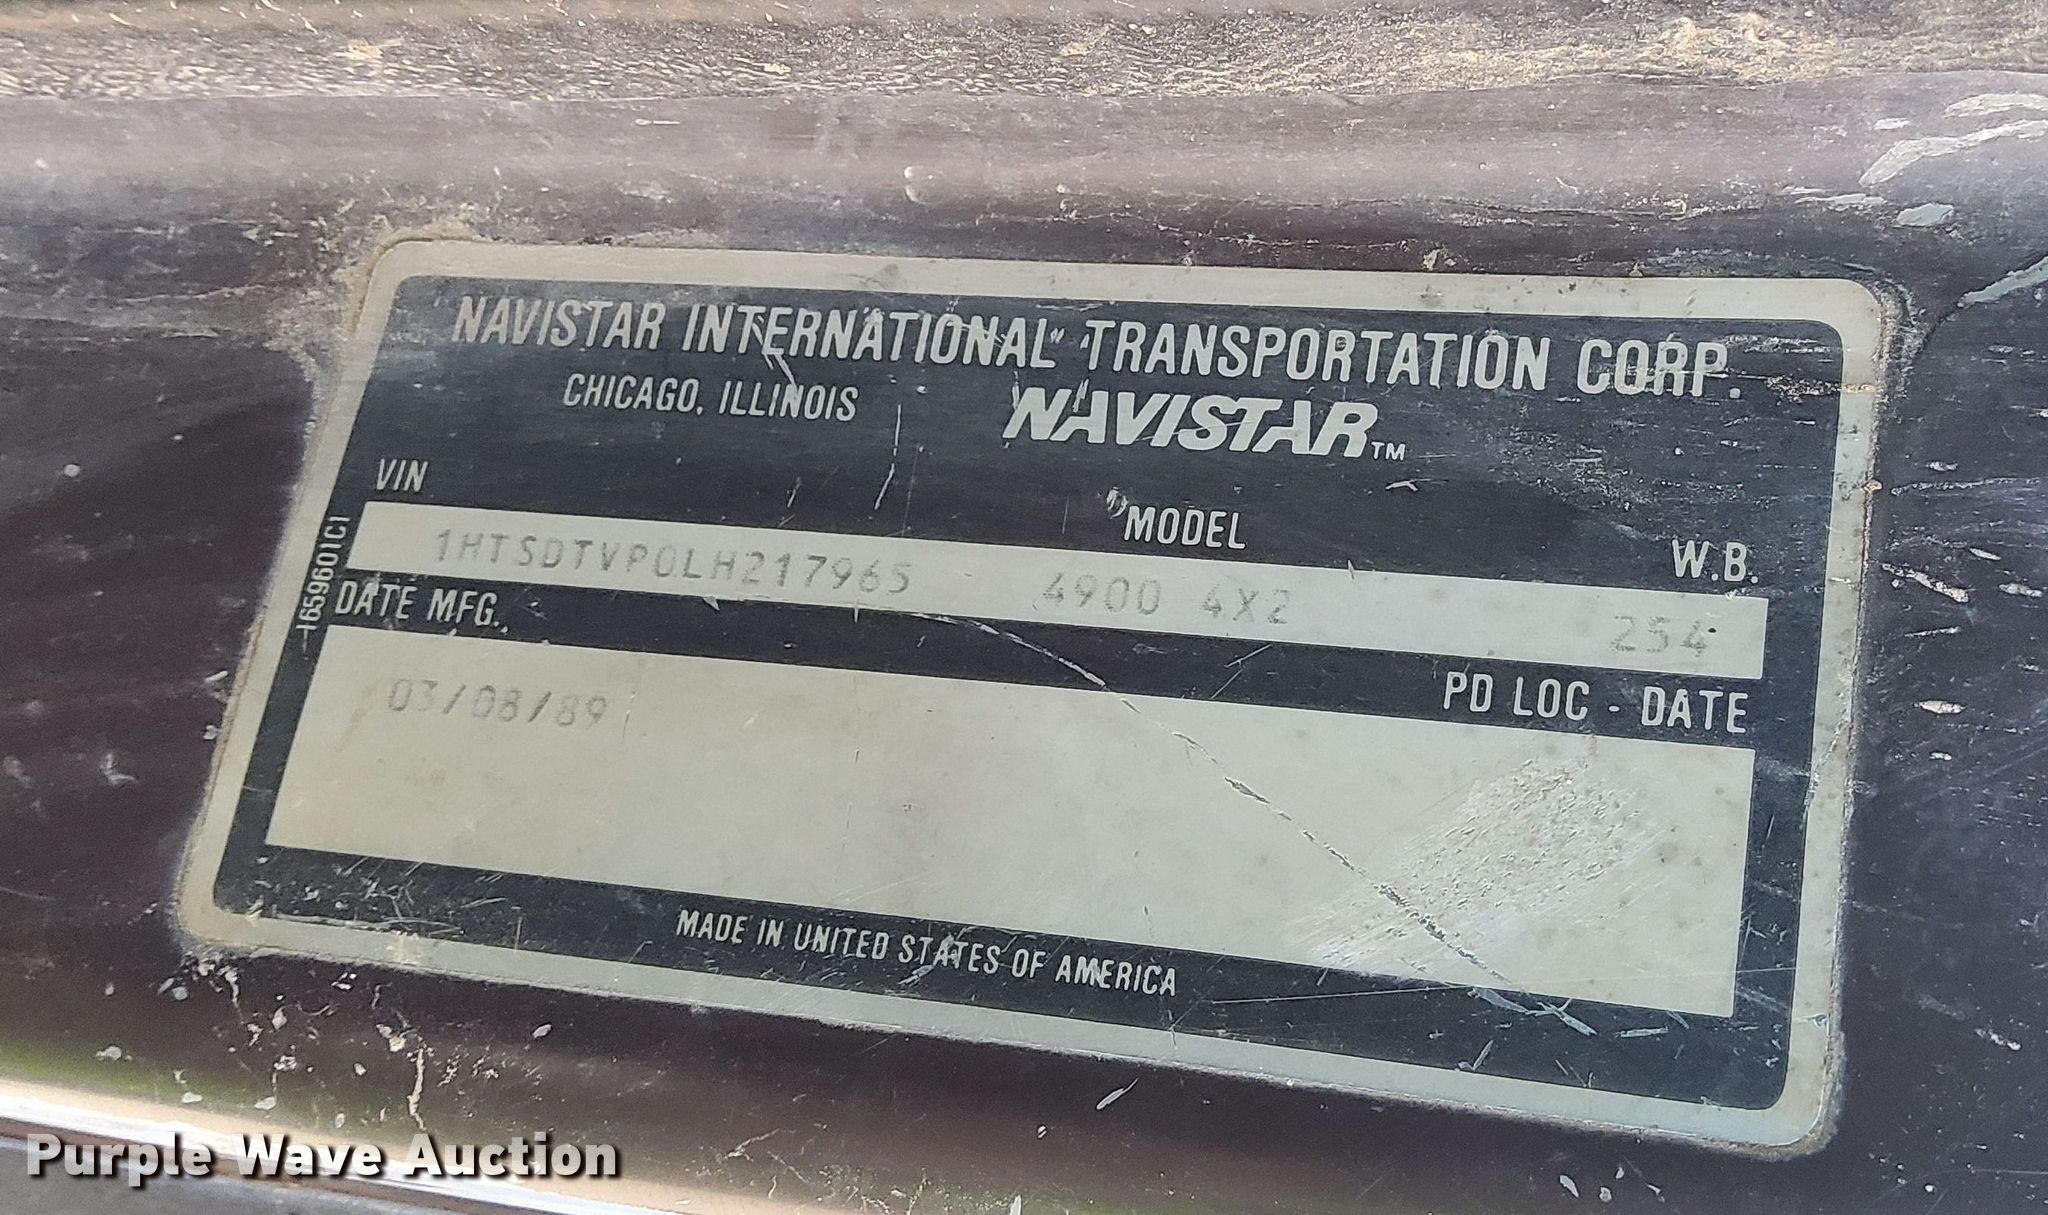 NAVISTAR INTERNATIONAL TRANSPORTATION CORP.
CHICAGO, ILLINOIS
NAVISTAR™
VIN
MODEL
W.B.
1HTSDTVP0LH217965
4900 4X2
254
1659601C1
DATE MFG.
PD LOC - DATE
03/08/89
MADE IN UNITED STATES OF AMERICA
Purple Wave Auction